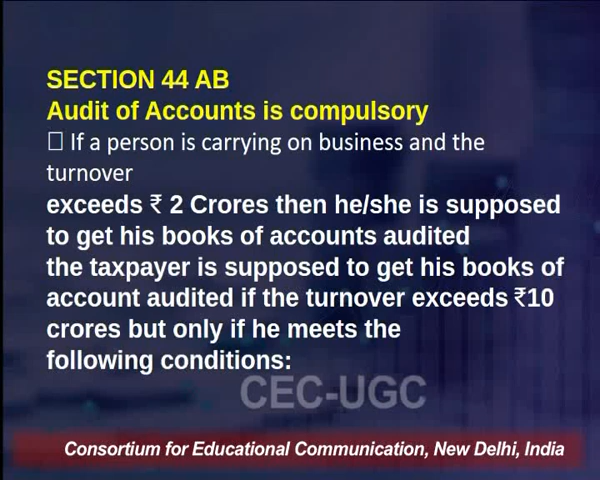 SECTION 44 AB
Audit of Accounts is compulsory
□ If a person is carrying on business and the
turnover
exceeds ₹ 2 Crores then he/she is supposed
to get his books of accounts audited
the taxpayer is supposed to get his books of
account audited if the turnover exceeds ₹10
crores but only if he meets the
following conditions:
CEC-UGC
Consortium for Educational Communication, New Delhi, India